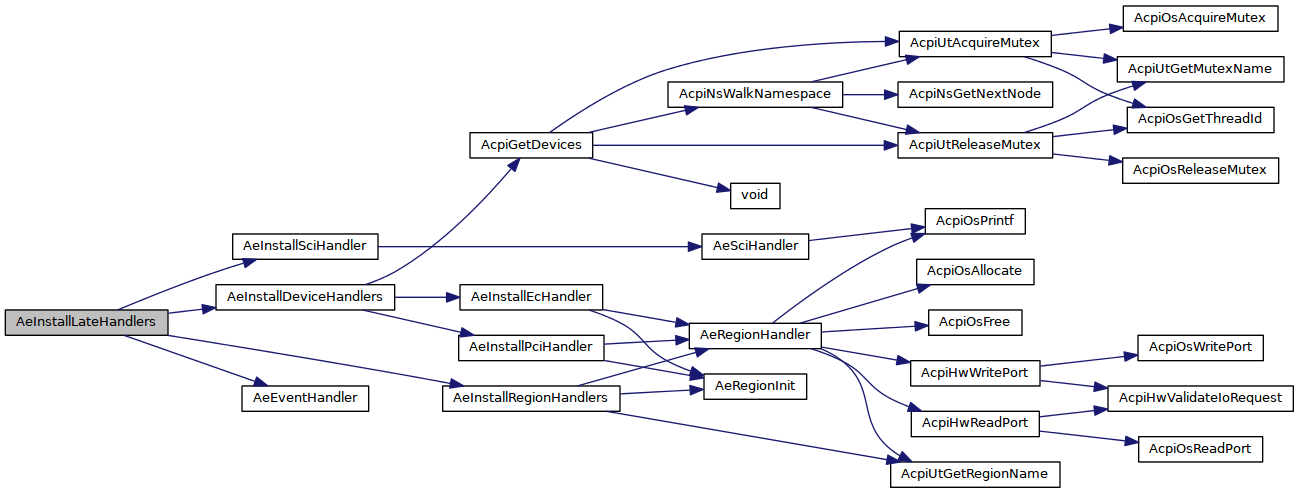 AcpiOsAcquireMutex
AcpiUtAcquireMutex
AcpiUtGetMutexName
AcpiNsWalkNamespace
AcpiNsGetNextNode
AcpiOsGetThreadId
AcpiGetDevices
AcpiUtReleaseMutex
AcpiOsReleaseMutex
void
AcpiOsPrintf
AeInstallSciHandler
AeSciHandler
AcpiOsAllocate
AeInstallDeviceHandlers
AeInstallEcHandler
AeInstallLateHandlers
AcpiOsFree
AeRegionHandler
AeInstallPciHandler
AcpiOsWritePort
AcpiHwWritePort
AeRegionInit
AeEventHandler
AeInstallRegionHandlers
AcpiHwValidateIoRequest
AcpiHwReadPort
AcpiOsReadPort
AcpiUtGetRegionName